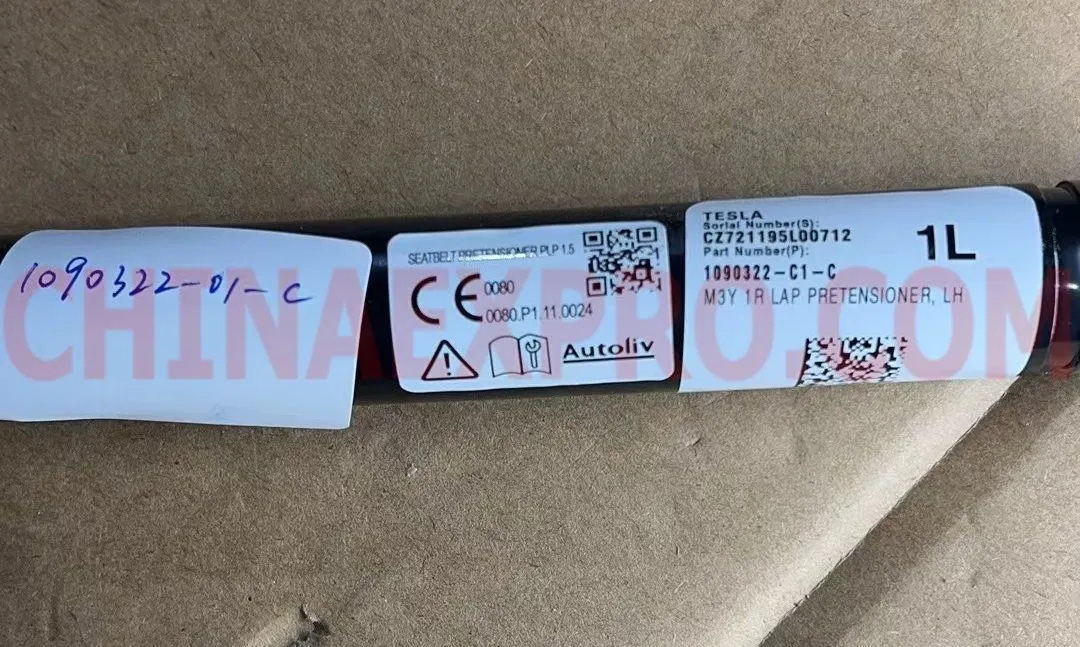 1090322-01-C
SEATBELT PRETENSIONER PLP 1.5
CE 0080
0080.P1.11.0024
Autoliv
TESLA
Serial Number(S):
CZ721195L00712
Part Number(P):
1090322-C1-C
M3Y 1R LAP PRETENSIONER, LH
1L
CHINAEXPRO.COM